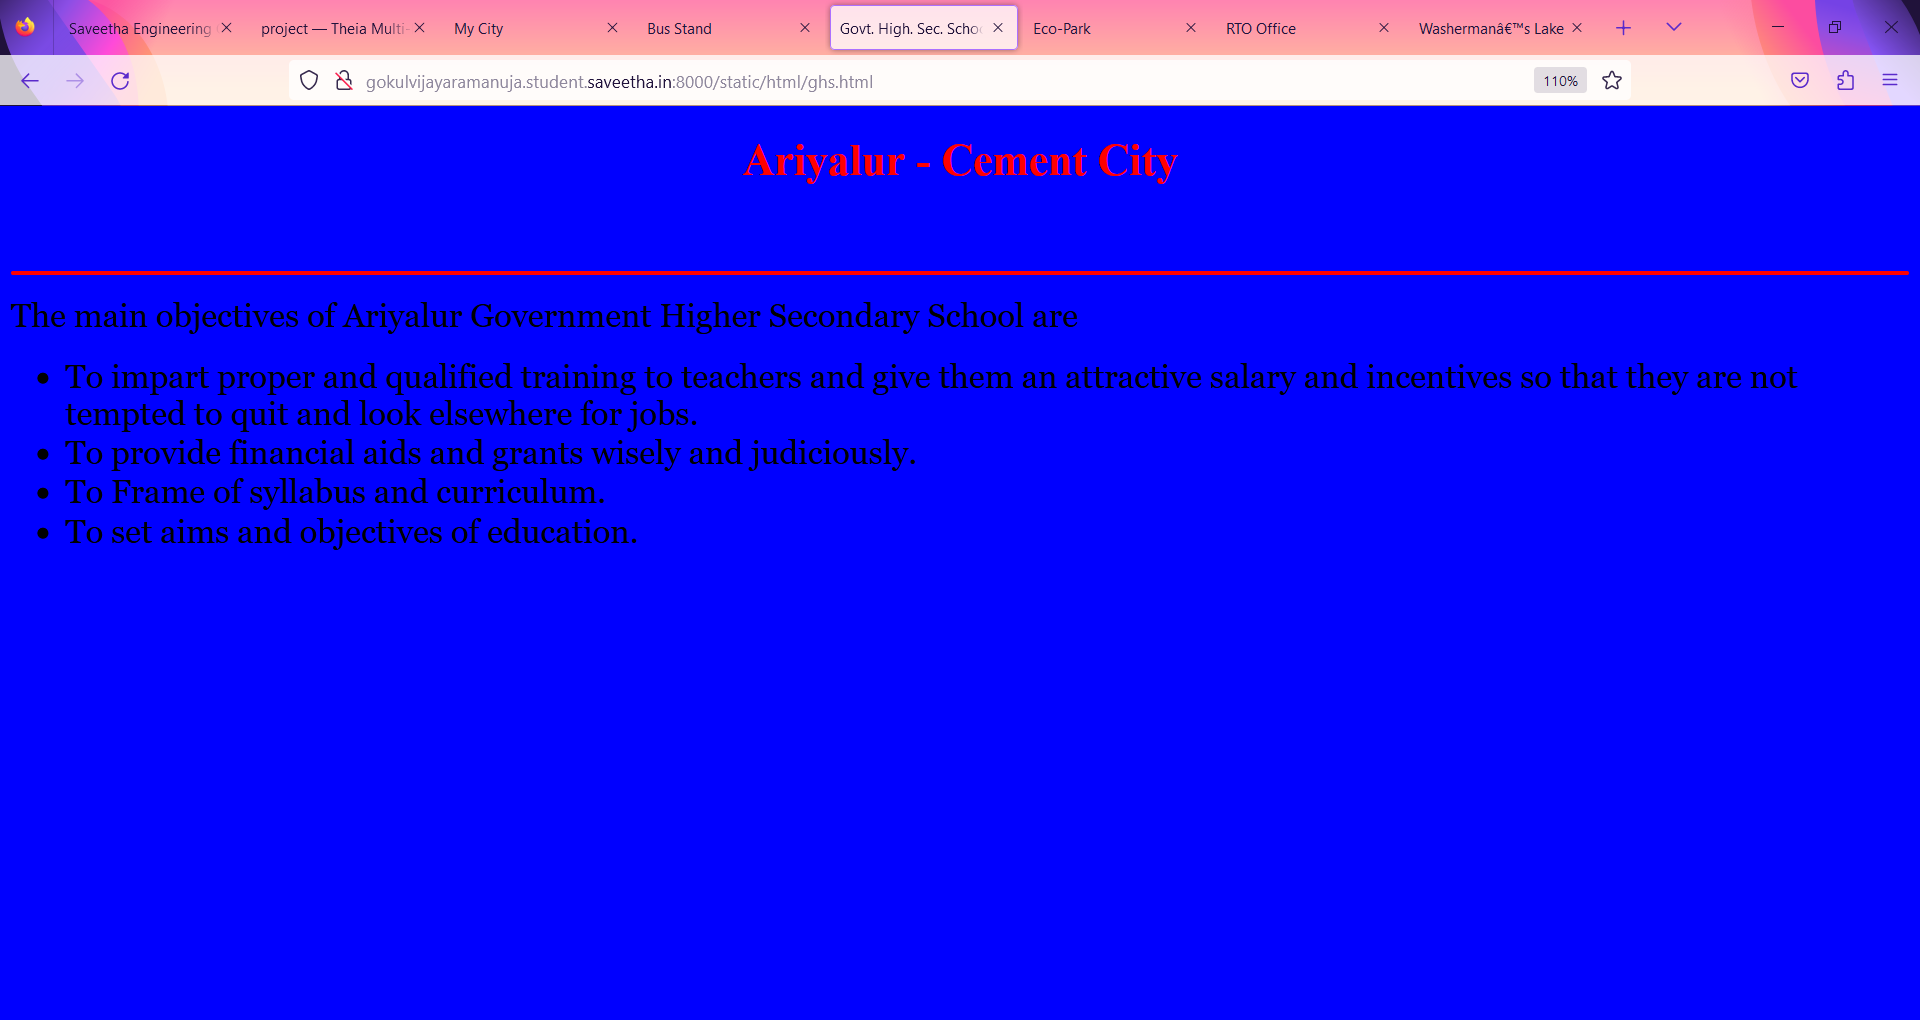 Saveetha Engineering
project — Theia Multi-
My City
Bus Stand
Govt. High. Sec. Schoo
Eco-Park
RTO Office
Washermanâ€™s Lake
gokulvijayaramanuja.student.saveetha.in:8000/static/html/ghs.html
110%
Ariyalur - Cement City
The main objectives of Ariyalur Government Higher Secondary School are
• To impart proper and qualified training to teachers and give them an attractive salary and incentives so that they are not
tempted to quit and look elsewhere for jobs.
• To provide financial aids and grants wisely and judiciously.
• To Frame of syllabus and curriculum.
• To set aims and objectives of education.